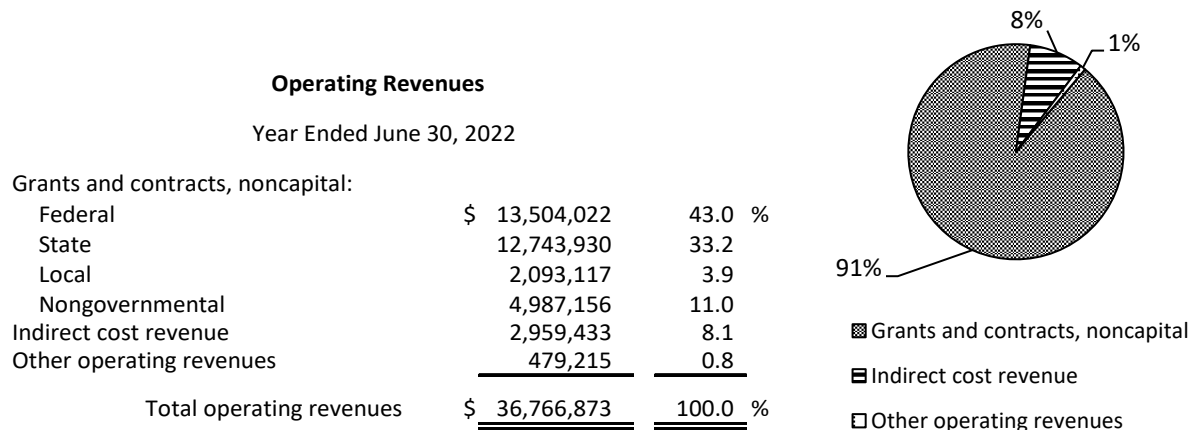 8%
1%
Operating Revenues
Year Ended June 30, 2022
Grants and contracts, noncapital:
Federal $ 13,504,022 43.0 %
State 12,743,930 33.2
Local 2,093,117 3.9
Nongovernmental 4,987,156 11.0
Indirect cost revenue 2,959,433 8.1
Other operating revenues 479,215 0.8
Total operating revenues $ 36,766,873 100.0 %
91%
Grants and contracts, noncapital
Indirect cost revenue
Other operating revenues